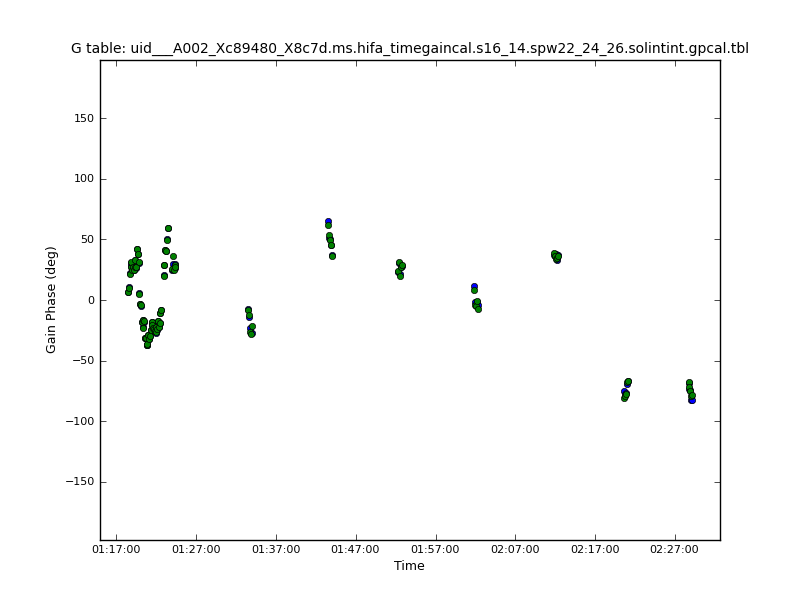 G table: uid___A002_Xc89480_X8c7d.ms.hifa_timegaincal.s16_14.spw22_24_26.solintint.gpcal.tbl
Gain Phase (deg)
150
100
50
0
−50
−100
−150
01:17:00 01:27:00 01:37:00 01:47:00 01:57:00 02:07:00 02:17:00 02:27:00
Time